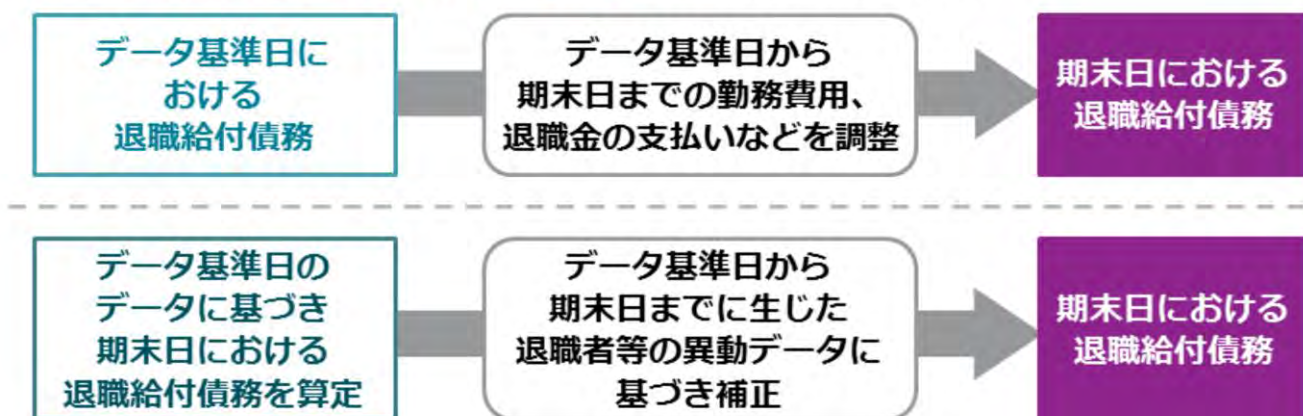 データ基準日に
おける
退職給付債務
データ基準日から
期末日までの勤務費用、
退職金の支払いなどを調整
期末日における
退職給付債務
データ基準日の
データに基づき
期末日における
退職給付債務を算定
データ基準日から
期末日までに生じた
退職者等の異動データに
基づき補正
期末日における
退職給付債務